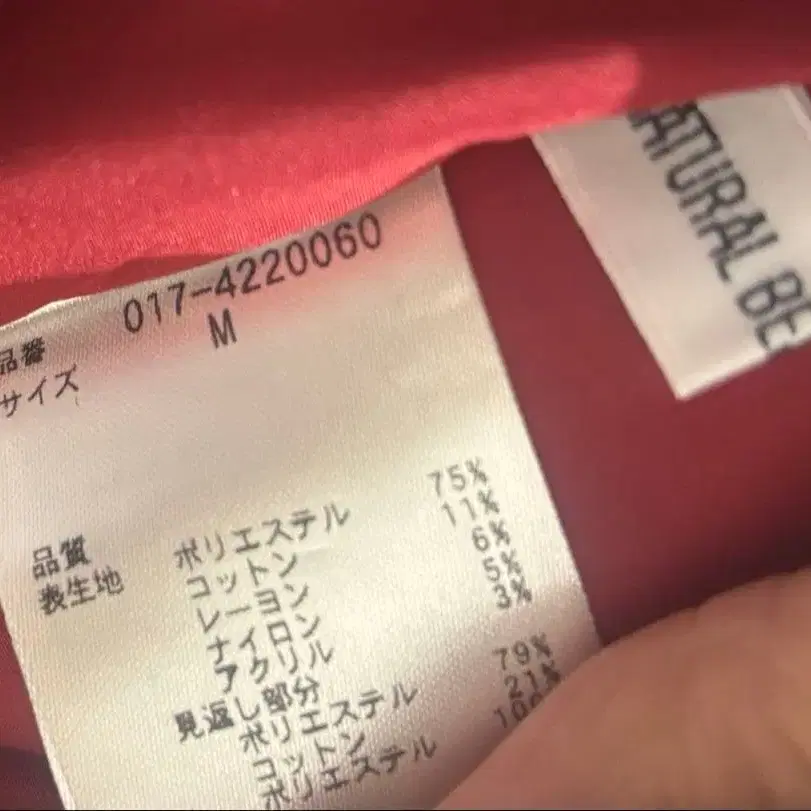 品番 017-4220060
サイズ M
品質
表生地 ポリエステル 75%
コットン 11%
レーヨン 6%
ナイロン 5%
アクリル 3%
見返し部分
ポリエステル 79%
コットン 21%
ポリエステル
NATURAL